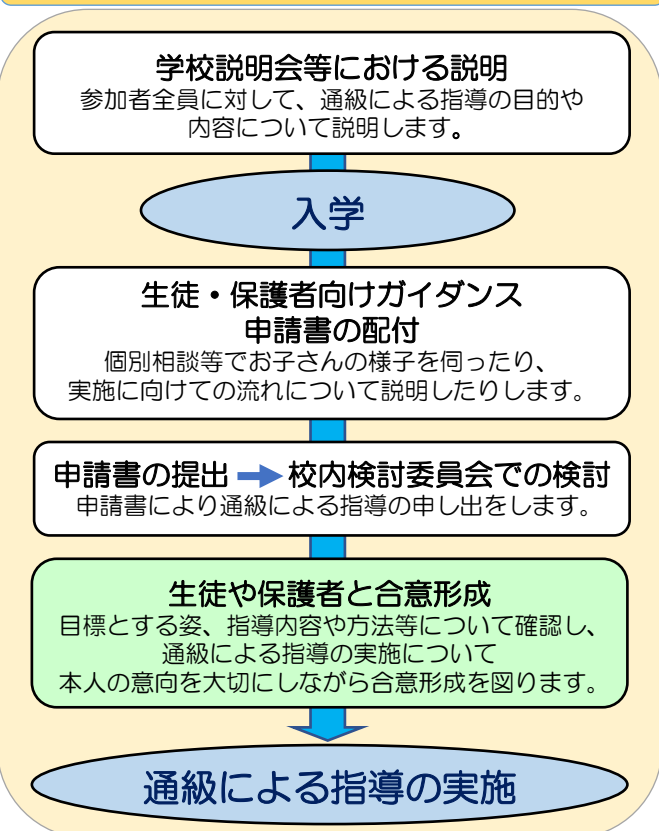 学校説明会等における説明
参加者全員に対して、通級による指導の目的や
内容について説明します。
入学
生徒・保護者向けガイダンス
申請書の配付
個別相談等でお子さんの様子を伺ったり、
実施に向けての流れについて説明したりします。
申請書の提出 → 校内検討委員会での検討
申請書により通級による指導の申し出をします。
生徒や保護者と合意形成
目標とする姿、指導内容や方法等について確認し、
通級による指導の実施について
本人の意向を大切にしながら合意形成を図ります。
通級による指導の実施